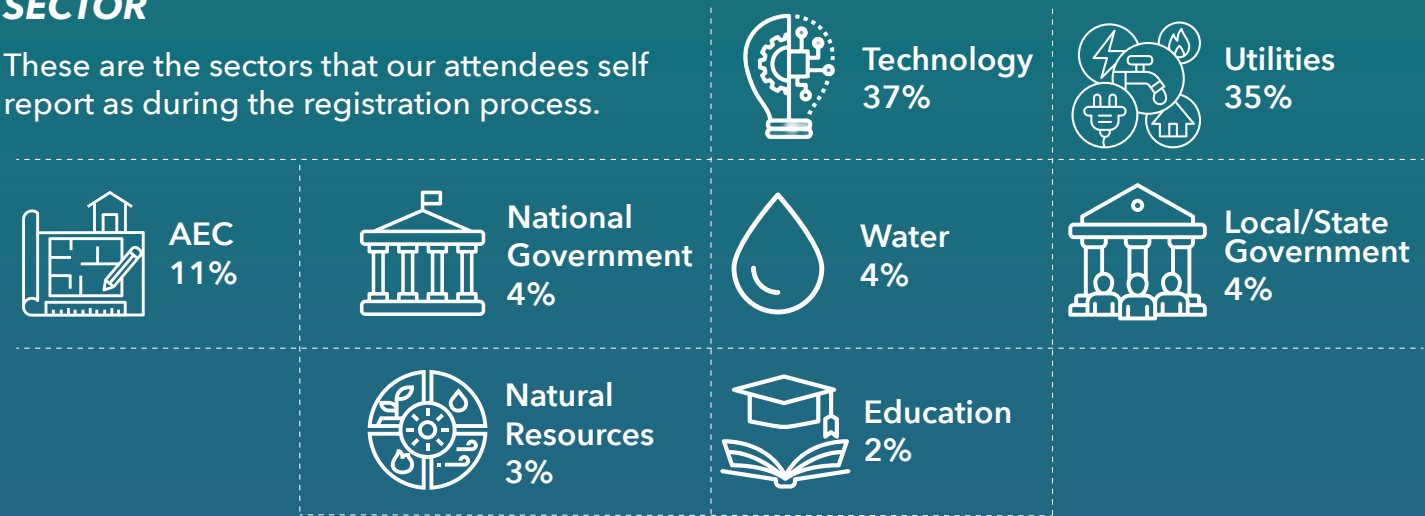 SECTOR
These are the sectors that our attendees self
report as during the registration process.
Technology
37%
Utilities
35%
AEC
11%
National
Government
4%
Water
4%
Local/State
Government
4%
Natural
Resources
3%
Education
2%